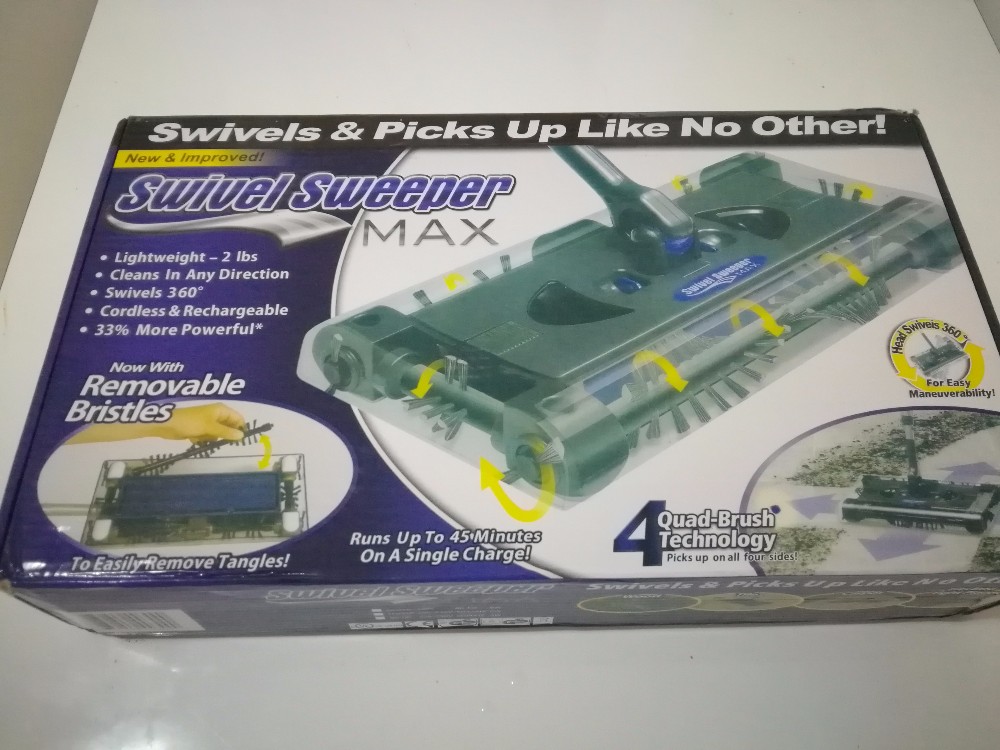 Swivels & Picks Up Like No Other!
New & Improved!
Swivel Sweeper
MAX
• Lightweight – 2 lbs
• Cleans In Any Direction
• Swivels 360°
• Cordless & Rechargeable
• 33% More Powerful*
Now With
Removable
Bristles
To Easily Remove Tangles!
Runs Up To 45 Minutes
On A Single Charge!
Swivel Sweeper
MAX
Head Swivels 360°
For Easy
Maneuverability!
4 Quad-Brush
Technology
Picks up on all four sides!
Swivel Sweeper
Swivels & Picks Up Like No Ot